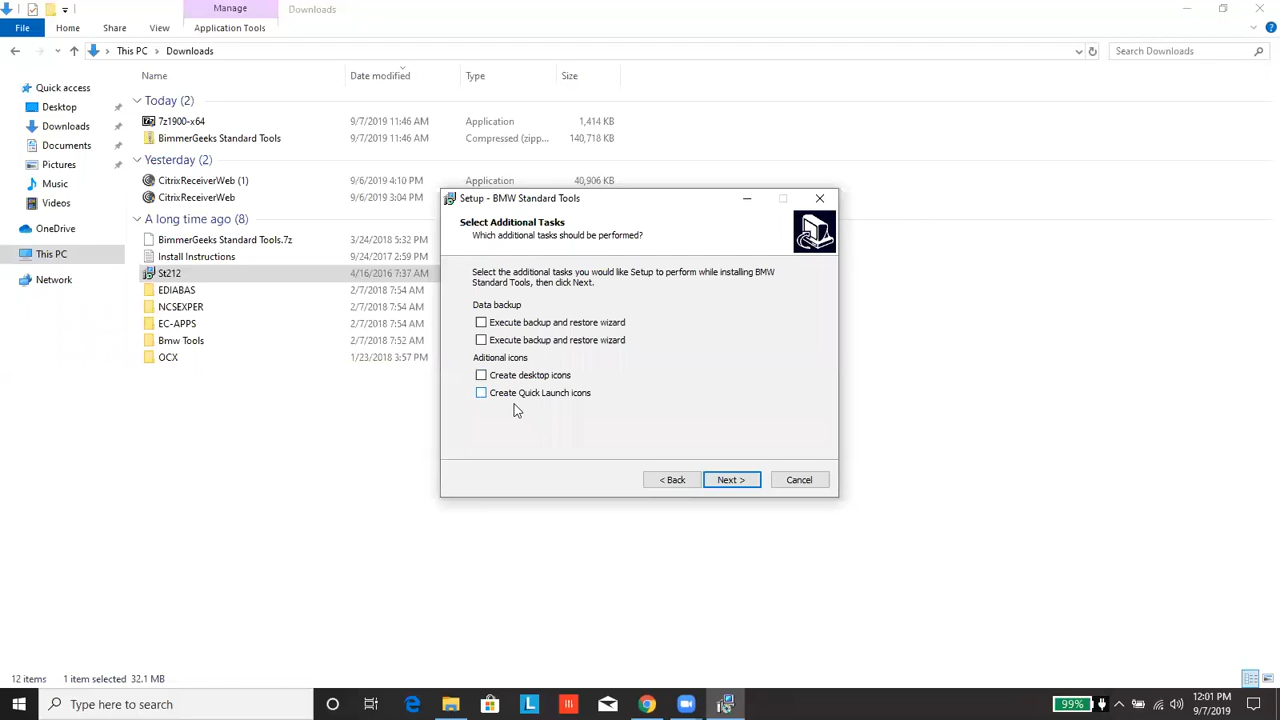 Manage
Downloads
File
Home
Share
View
Application Tools
This PC
Downloads
Search Downloads
Name
Date modified
Type
Size
Quick access
Desktop
Downloads
Documents
Pictures
Music
Videos
OneDrive
This PC
Network
Today (2)
7z1900-x64 9/7/2019 11:46 AM Application 1,414 KB
BimmerGeeks Standard Tools 9/7/2019 11:46 AM Compressed (zipp... 140,718 KB
Yesterday (2)
CitrixReceiverWeb (1) 9/6/2019 4:10 PM Application 40,906 KB
CitrixReceiverWeb 9/6/2019 3:04 PM
A long time ago (8)
BimmerGeeks Standard Tools.7z 3/24/2018 5:32 PM
Install Instructions 9/24/2017 2:59 PM
St212 4/16/2016 7:37 AM
EDIABAS 2/7/2018 7:54 AM
NCSEXPER 2/7/2018 7:54 AM
EC-APPS 2/7/2018 7:54 AM
Bmw Tools 2/7/2018 7:52 AM
OCX 1/23/2018 3:57 PM
Setup - BMW Standard Tools
Select Additional Tasks
Which additional tasks should be performed?
Select the additional tasks you would like Setup to perform while installing BMW
Standard Tools, then click Next.
Data backup
Execute backup and restore wizard
Execute backup and restore wizard
Aditional icons
Create desktop icons
Create Quick Launch icons
< Back
Next >
Cancel
12 items
1 item selected 32.1 MB
Type here to search
99%
12:01 PM
9/7/2019